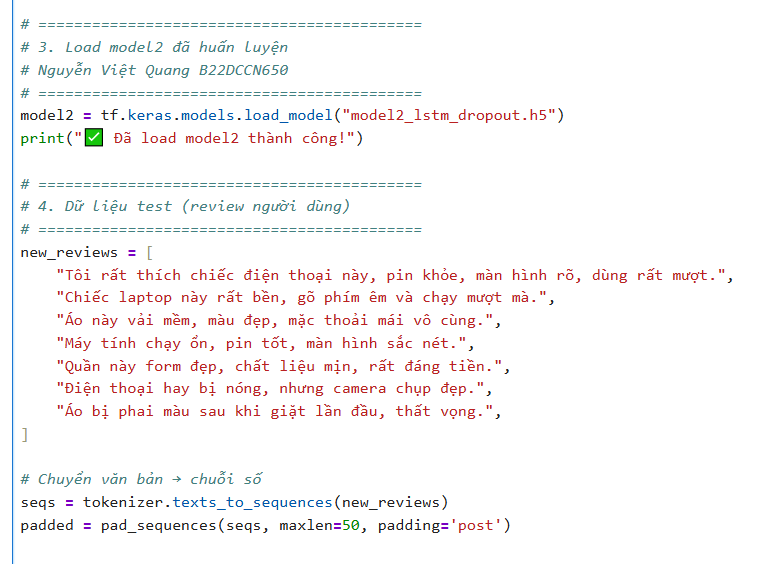 # ===========================================
# 3. Load model2 đã huấn luyện
# Nguyễn Việt Quang B22DCCN650
# ===========================================
model2 = tf.keras.models.load_model("model2_lstm_dropout.h5")
print("✅ Đã load model2 thành công!")
# ===========================================
# 4. Dữ liệu test (review người dùng)
# ===========================================
new_reviews = [
    "Tôi rất thích chiếc điện thoại này, pin khỏe, màn hình rõ, dùng rất mượt.",
    "Chiếc laptop này rất bền, gõ phím êm và chạy mượt mà.",
    "Áo này vải mềm, màu đẹp, mặc thoải mái vô cùng.",
    "Máy tính chạy ổn, pin tốt, màn hình sắc nét.",
    "Quần này form đẹp, chất liệu mịn, rất đáng tiền.",
    "Điện thoại hay bị nóng, nhưng camera chụp đẹp.",
    "Áo bị phai màu sau khi giặt lần đầu, thất vọng.",
]
# Chuyển văn bản → chuỗi số
seqs = tokenizer.texts_to_sequences(new_reviews)
padded = pad_sequences(seqs, maxlen=50, padding='post')